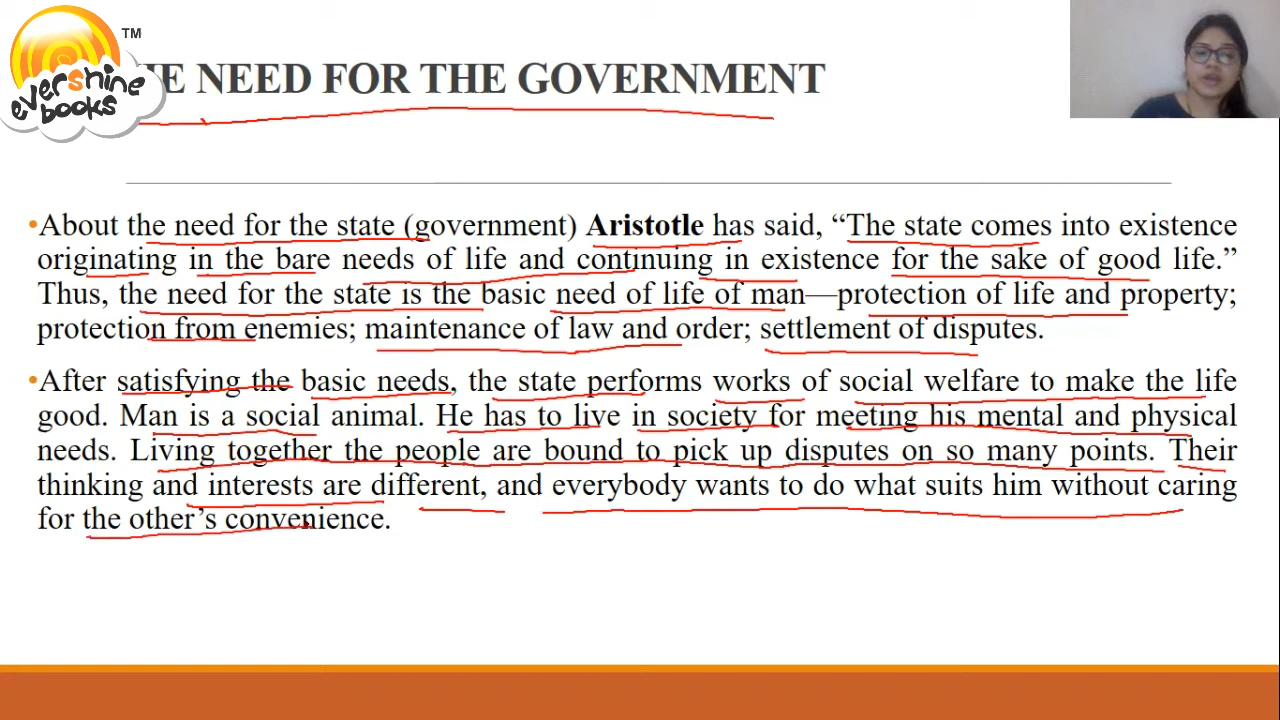 TM
evershine
books
HE NEED FOR THE GOVERNMENT
•About the need for the state (government) Aristotle has said, “The state comes into existence
originating in the bare needs of life and continuing in existence for the sake of good life.”
Thus, the need for the state is the basic need of life of man—protection of life and property;
protection from enemies; maintenance of law and order; settlement of disputes.
•After satisfying the basic needs, the state performs works of social welfare to make the life
good. Man is a social animal. He has to live in society for meeting his mental and physical
needs. Living together the people are bound to pick up disputes on so many points. Their
thinking and interests are different, and everybody wants to do what suits him without caring
for the other’s convenience.